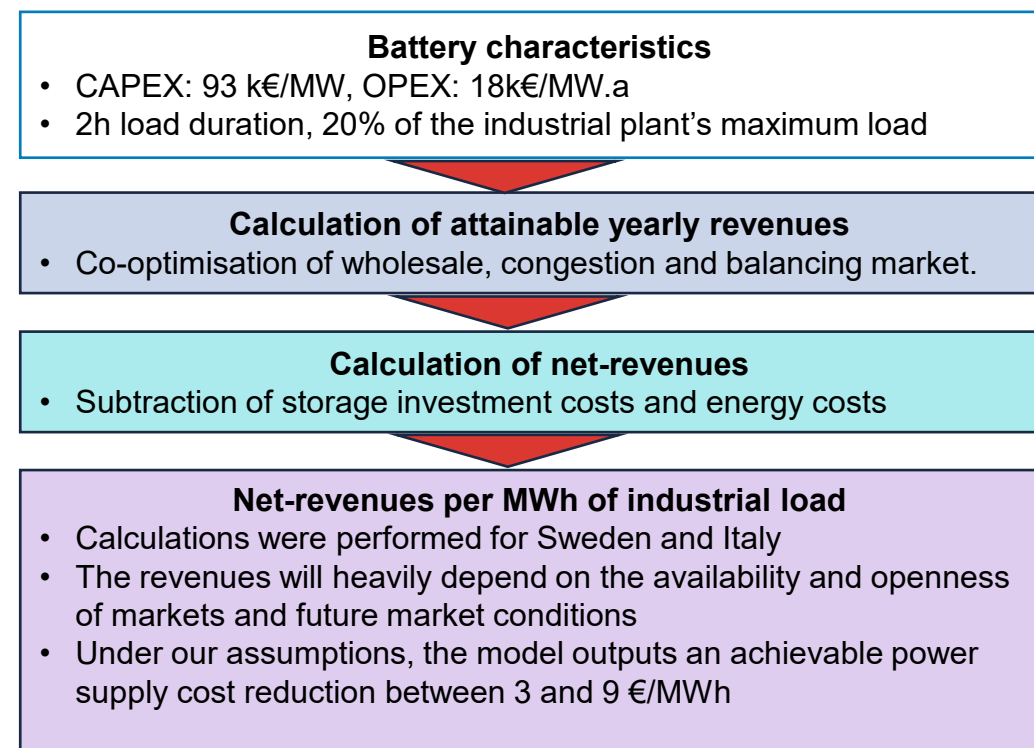 Battery characteristics
• CAPEX: 93 k€/MW, OPEX: 18k€/MW.a
• 2h load duration, 20% of the industrial plant's maximum load
Calculation of attainable yearly revenues
• Co-optimisation of wholesale, congestion and balancing market.
Calculation of net-revenues
• Subtraction of storage investment costs and energy costs
Net-revenues per MWh of industrial load
• Calculations were performed for Sweden and Italy
• The revenues will heavily depend on the availability and openness
of markets and future market conditions
• Under our assumptions, the model outputs an achievable power
supply cost reduction between 3 and 9 €/MWh